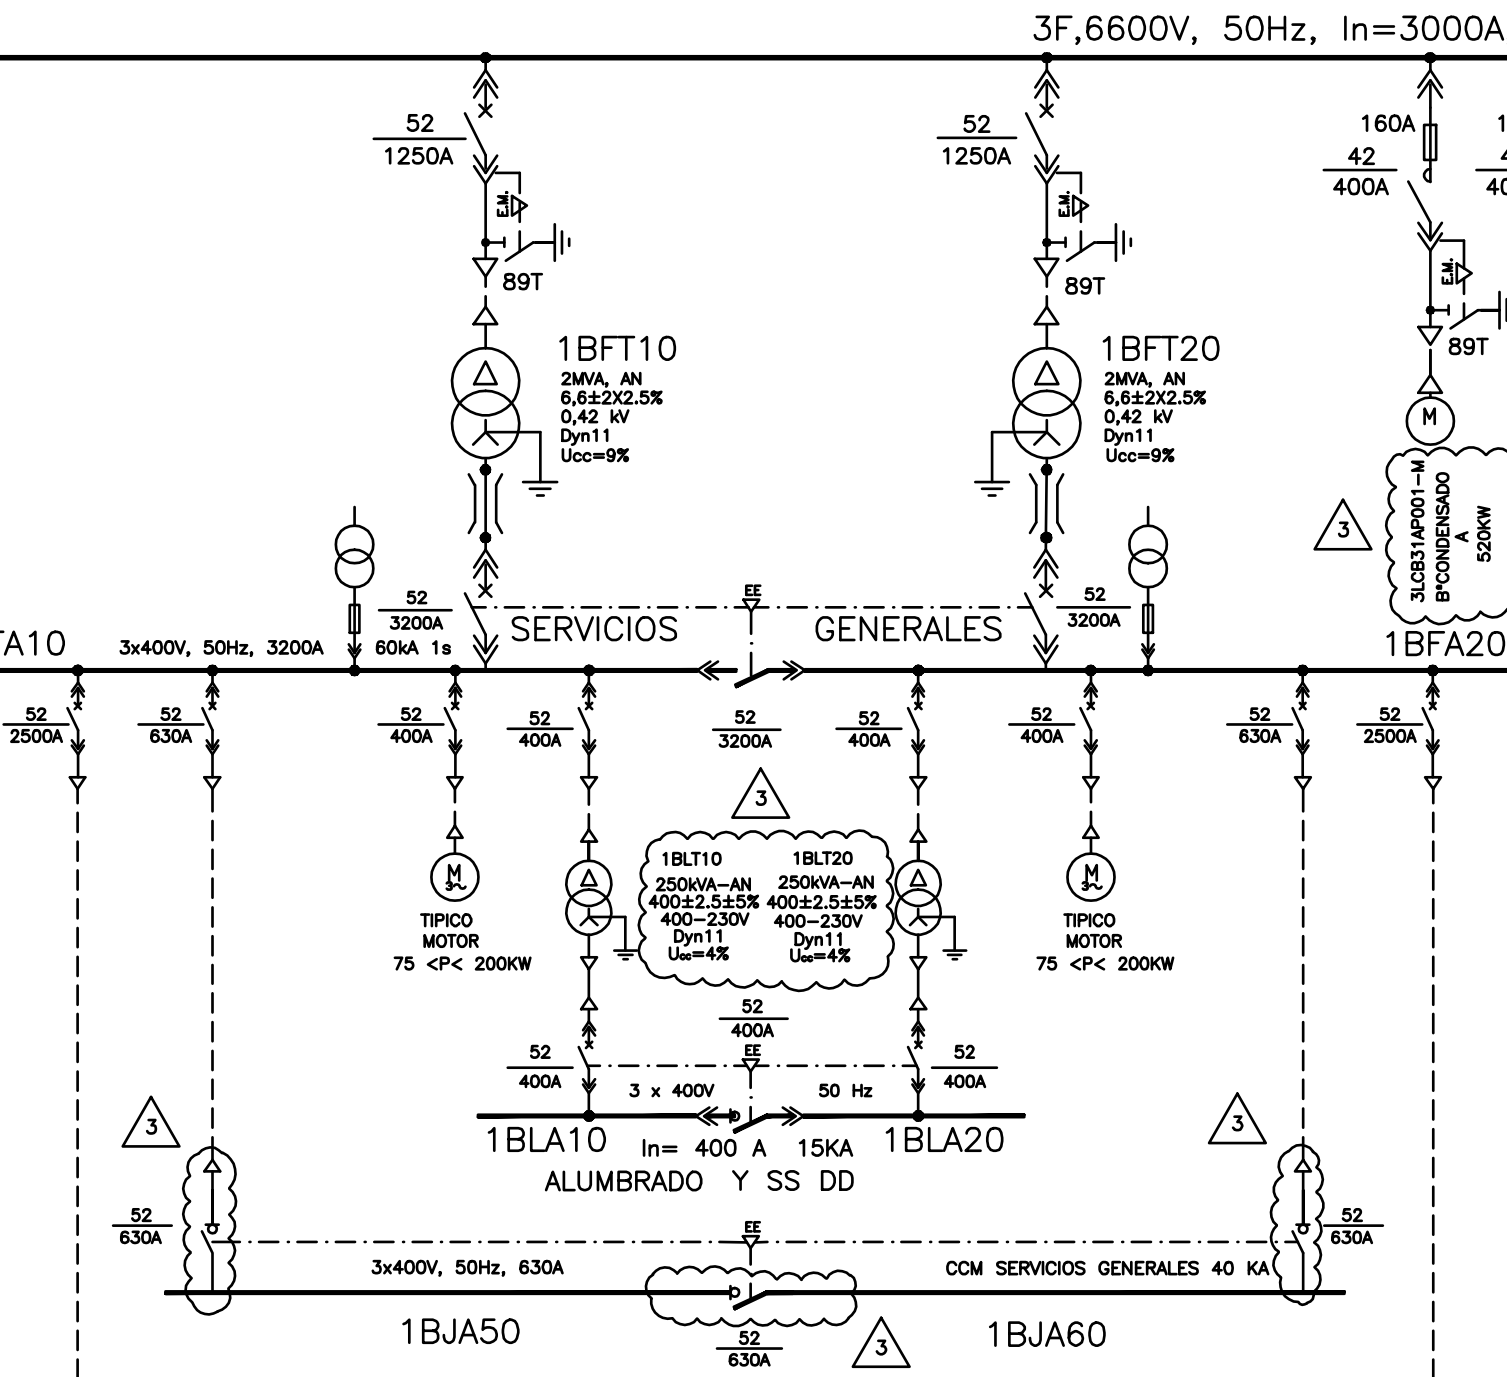 3F,6600V, 50Hz, In=3000A
52
1250A
52
1250A
160A
42
400A
E.M.
E.M.
E.M.
89T
89T
89T
1BFT10
2MVA, AN
6,6±2X2.5%
0,42 kV
Dyn11
Ucc=9%
1BFT20
2MVA, AN
6,6±2X2.5%
0,42 kV
Dyn11
Ucc=9%
M
3LCB31AP001-M
BªCONDENSADO
A
520KW
3
52
3200A
EE
52
3200A
SERVICIOS GENERALES
A10
3x400V, 50Hz, 3200A 60kA 1s
1BFA20
52
2500A
52
630A
52
400A
52
400A
52
3200A
52
400A
52
400A
52
630A
52
2500A
3
M
3~
TIPICO
MOTOR
75 <P< 200KW
1BLT10
250kVA-AN
400±2.5±5%
400-230V
Dyn11
Ucc=4%
1BLT20
250kVA-AN
400±2.5±5%
400-230V
Dyn11
Ucc=4%
M
3~
TIPICO
MOTOR
75 <P< 200KW
52
400A
52
400A
EE
52
400A
3 x 400V 50 Hz
1BLA10
In= 400 A 15KA
1BLA20
ALUMBRADO Y SS DD
3
3
52
630A
EE
52
630A
3x400V, 50Hz, 630A
CCM SERVICIOS GENERALES 40 KA
1BJA50
52
630A
3
1BJA60